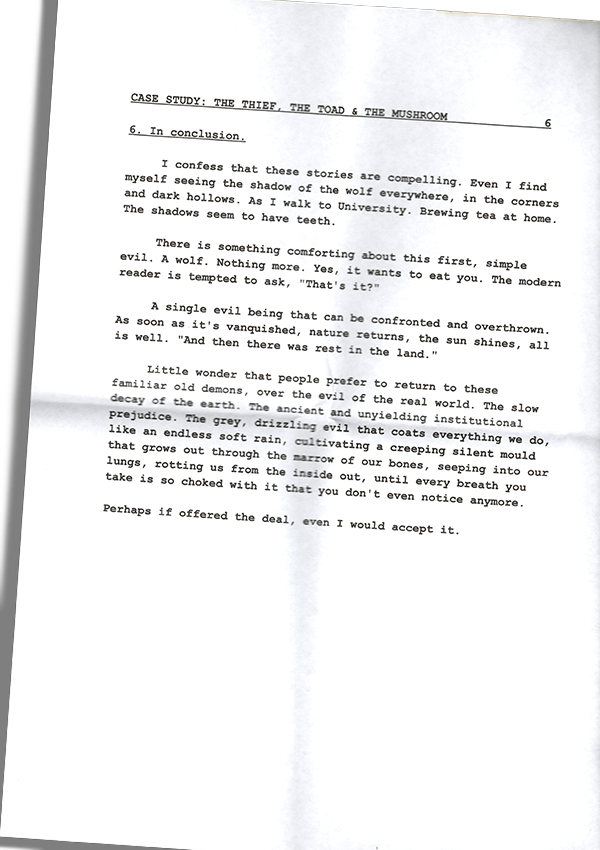 CASE STUDY: THE THIEF, THE TOAD & THE MUSHROOM 6
6. In conclusion.
I confess that these stories are compelling. Even I find
myself seeing the shadow of the wolf everywhere, in the corners
and dark hollows. As I walk to University. Brewing tea at home.
The shadows seem to have teeth.
There is something comforting about this first, simple
evil. A wolf. Nothing more. Yes, it wants to eat you. The modern
reader is tempted to ask, "That's it?"
A single evil being that can be confronted and overthrown.
As soon as it's vanquished, nature returns, the sun shines, all
is well. "And then there was rest in the land."
Little wonder that people prefer to return to these
familiar old demons, over the evil of the real world. The slow
decay of the earth. The ancient and unyielding institutional
prejudice. The grey, drizzling evil that coats everything we do,
like an endless soft rain, cultivating a creeping silent mould
that grows out through the marrow of our bones, seeping into our
lungs, rotting us from the inside out, until every breath you
take is so choked with it that you don't even notice anymore.
Perhaps if offered the deal, even I would accept it.